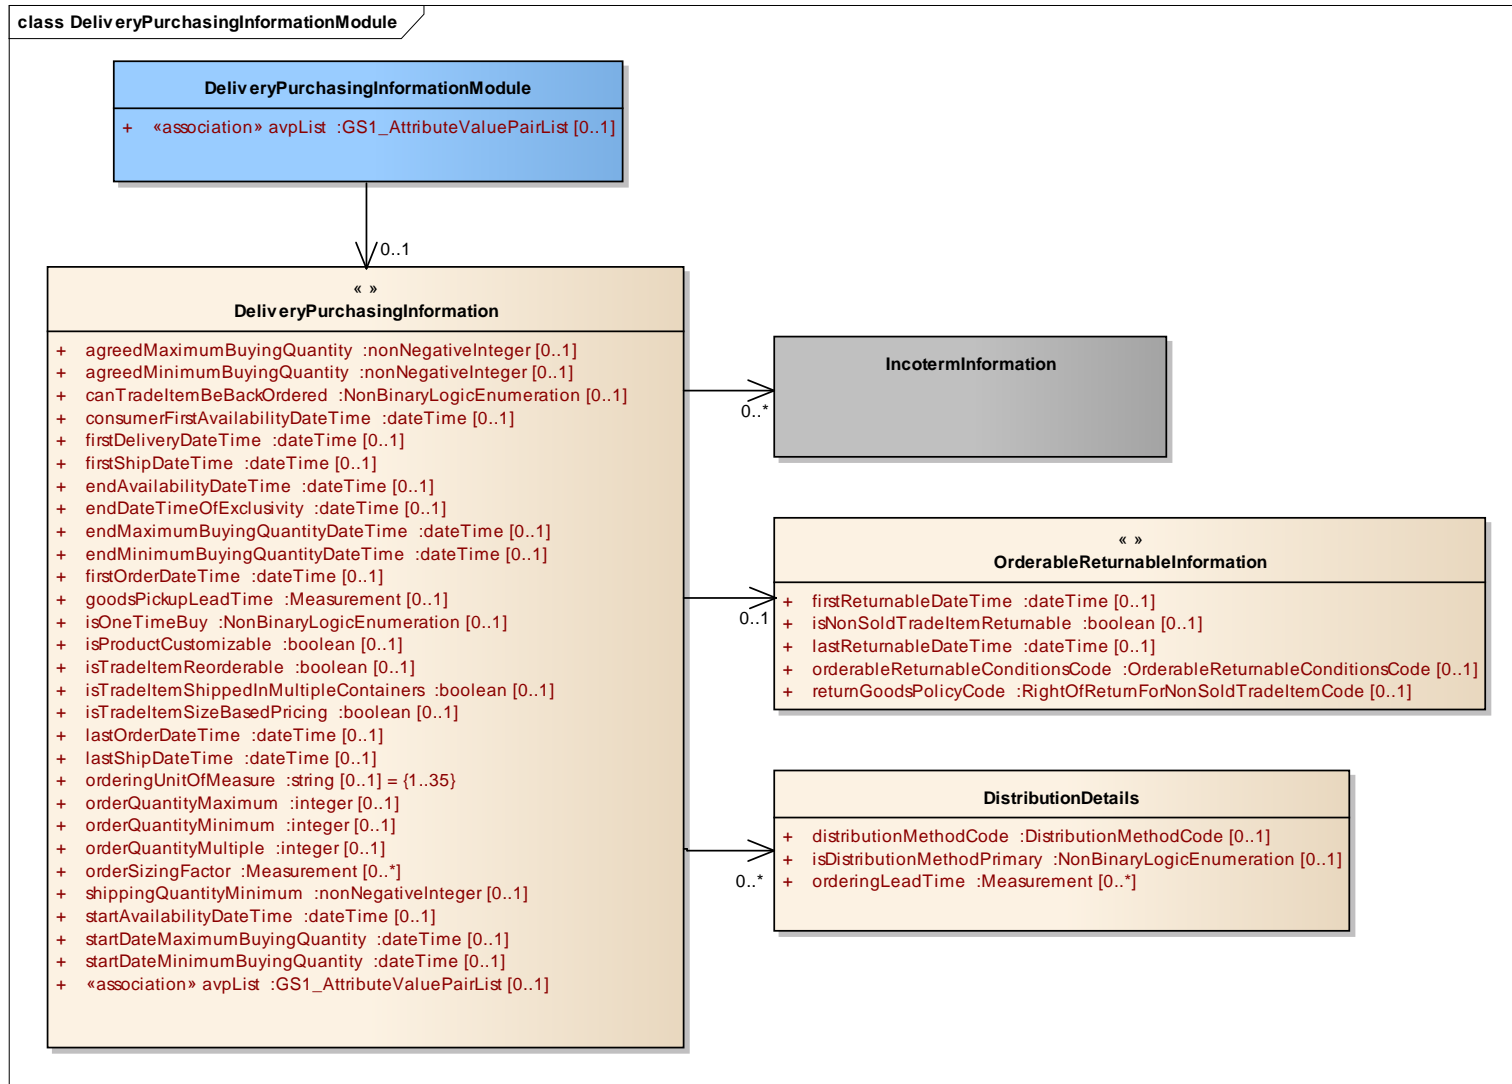 class DeliveryPurchasingInformationModule
DeliveryPurchasingInformationModule
+ «association» avpList :GS1_AttributeValuePairList [0..1]
0..1
« »
DeliveryPurchasingInformation
+ agreedMaximumBuyingQuantity :nonNegativeInteger [0..1]
+ agreedMinimumBuyingQuantity :nonNegativeInteger [0..1]
+ canTradeItemBeBackOrdered :NonBinaryLogicEnumeration [0..1]
+ consumerFirstAvailabilityDateTime :dateTime [0..1]
+ firstDeliveryDateTime :dateTime [0..1]
+ firstShipDateTime :dateTime [0..1]
+ endAvailabilityDateTime :dateTime [0..1]
+ endDateTimeOfExclusivity :dateTime [0..1]
+ endMaximumBuyingQuantityDateTime :dateTime [0..1]
+ endMinimumBuyingQuantityDateTime :dateTime [0..1]
+ firstOrderDateTime :dateTime [0..1]
+ goodsPickupLeadTime :Measurement [0..1]
+ isOneTimeBuy :NonBinaryLogicEnumeration [0..1]
+ isProductCustomizable :boolean [0..1]
+ isTradeItemReorderable :boolean [0..1]
+ isTradeItemShippedInMultipleContainers :boolean [0..1]
+ isTradeItemSizeBasedPricing :boolean [0..1]
+ lastOrderDateTime :dateTime [0..1]
+ lastShipDateTime :dateTime [0..1]
+ orderingUnitOfMeasure :string [0..1] = {1..35}
+ orderQuantityMaximum :integer [0..1]
+ orderQuantityMinimum :integer [0..1]
+ orderQuantityMultiple :integer [0..1]
+ orderSizingFactor :Measurement [0..*]
+ shippingQuantityMinimum :nonNegativeInteger [0..1]
+ startAvailabilityDateTime :dateTime [0..1]
+ startDateMaximumBuyingQuantity :dateTime [0..1]
+ startDateMinimumBuyingQuantity :dateTime [0..1]
+ «association» avpList :GS1_AttributeValuePairList [0..1]
IncotermInformation
0..*
« »
OrderableReturnableInformation
+ firstReturnableDateTime :dateTime [0..1]
+ isNonSoldTradeItemReturnable :boolean [0..1]
+ lastReturnableDateTime :dateTime [0..1]
+ orderableReturnableConditionsCode :OrderableReturnableConditionsCode [0..1]
+ returnGoodsPolicyCode :RightOfReturnForNonSoldTradeItemCode [0..1]
0..1
DistributionDetails
+ distributionMethodCode :DistributionMethodCode [0..1]
+ isDistributionMethodPrimary :NonBinaryLogicEnumeration [0..1]
+ orderingLeadTime :Measurement [0..*]
0..*